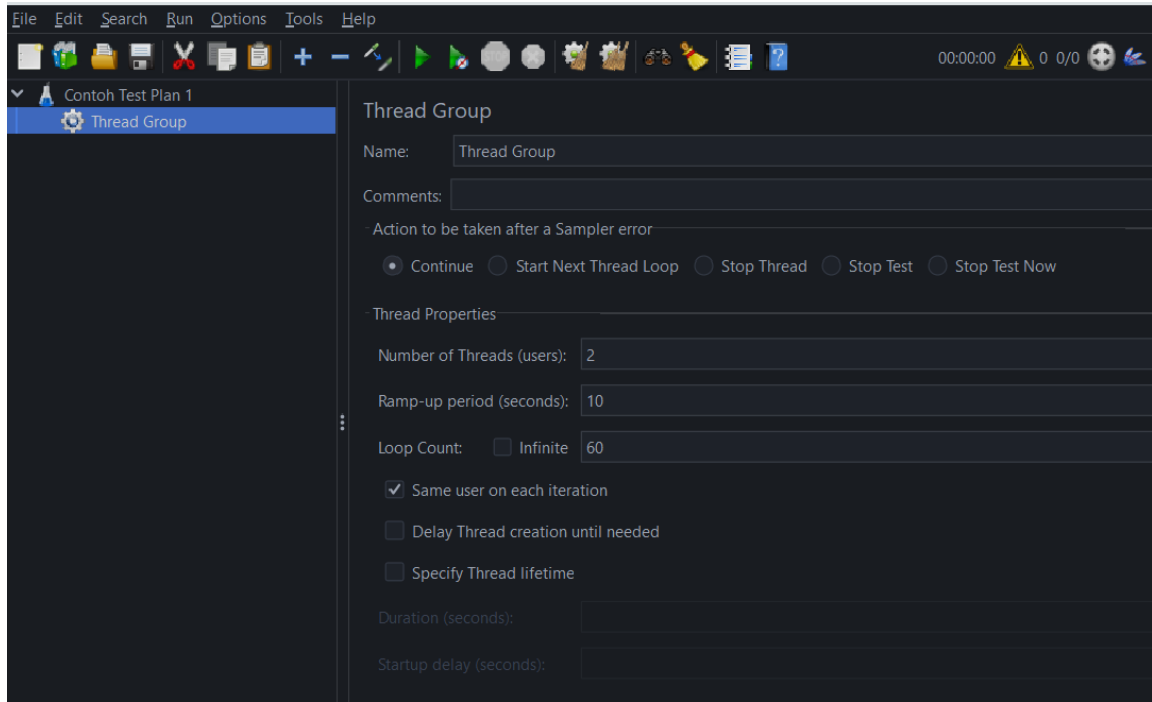 File Edit Search Run Options Tools Help
STOP
00:00:00 0 0/0
Contoh Test Plan 1
Thread Group
Thread Group
Name: Thread Group
Comments:
Action to be taken after a Sampler error
Continue Start Next Thread Loop Stop Thread Stop Test Stop Test Now
Thread Properties
Number of Threads (users): 2
Ramp-up period (seconds): 10
Loop Count: Infinite 60
Same user on each iteration
Delay Thread creation until needed
Specify Thread lifetime
Duration (seconds):
Startup delay (seconds):